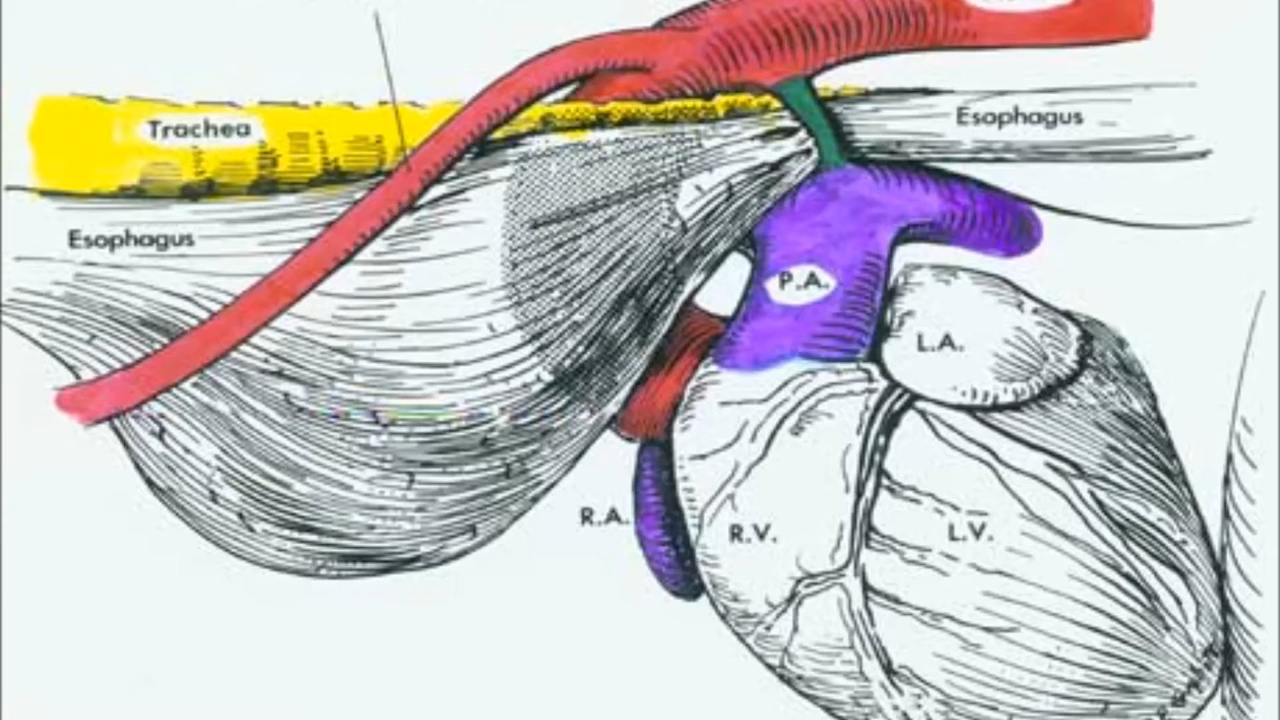 Trachea
Esophagus
Esophagus
P.A.
L.A.
R.A.
R.V.
L.V.